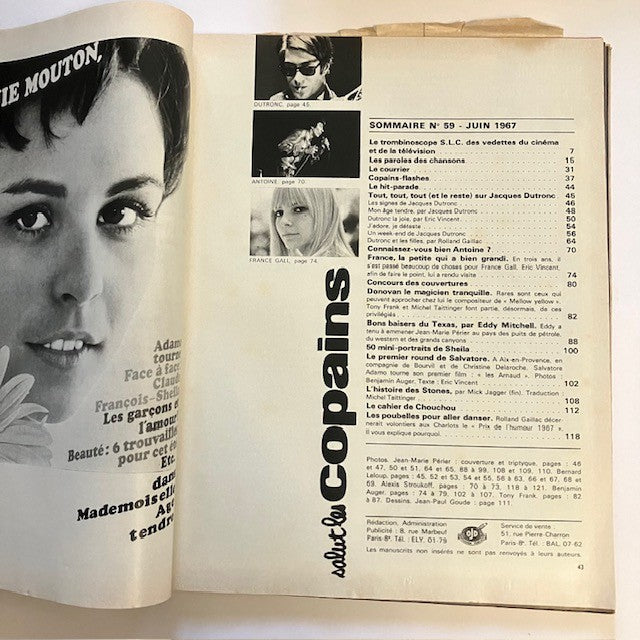 IE MOUTON,
Adam
tourne
Face à face
Claude
François-Sheila
Les garçons et
l'amour
Beauté: 6 trouvailles
pour cet été
Etc.
dans
Mademoiselle
Age
tendre
DUTRONC, page 45.
ANTOINE, page 70.
FRANCE GALL, page 74.
salut les copains
SOMMAIRE N° 59 - JUIN 1967
Le trombinoscope S.L.C. des vedettes du cinéma
et de la télévision 7
Les paroles des chansons 15
Le courrier 31
Copains-flashes 37
Le hit-parade 44
Tout, tout, tout (et le reste) sur Jacques Dutronc 45
Les signes de Jacques Dutronc 46
Mon âge tendre, par Jacques Dutronc 48
Dutronc la joie, par Eric Vincent 50
J'adore, je déteste 54
Un week-end de Jacques Dutronc 56
Dutronc et les filles, par Rolland Gaillac 64
Connaissez-vous bien Antoine ? 70
France, la petite qui a bien grandi. En trois ans, il
s'est passé beaucoup de choses pour France Gall. Eric Vincent,
afin de faire le point, lui a rendu visite 74
Concours des couvertures 80
Donovan le magicien tranquille. Rares sont ceux qui
peuvent approcher chez lui le compositeur de « Mellow yellow ».
Tony Frank et Michel Taittinger font partie, désormais, da ces
privilégiés 82
Bons baisers du Texas, par Eddy Mitchell. Eddy a
tenu à emmener Jean-Marie Périer au pays des puits de pétrole,
du western et des grands canyons 88
50 mini-portraits de Sheila 100
Le premier round de Salvatore. A Aix-en-Provence, en
compagnie de Bourvil et de Christine Delaroche. Salvatore
Adamo tourne son premier film : « les Arnaud ». Photos :
Benjamin Auger. Texte : Eric Vincent 102
L'histoire des Stones, par Mick Jagger (fin). Traduction :
Michel Taittinger 108
Le cahier de Chouchou 112
Les poubelles pour aller danser. Rolland Gaillac décer-
nerait volontiers aux Charlots le « Prix de l'humour 1967 ».
Il vous explique pourquoi. 118
Photos. Jean-Marie Périer : couverture et triptyque, pages : 46
et 47, 50 et 51, 64 et 65, 88 à 99, 108 et 109, 110. Bernard
Leloup, pages : 45, 52 et 53, 54 et 55, 58 à 63, 66 et 67, 68 et
69. Alexis Stroukoff, pages : 70 à 73, 118 à 121. Benjamin
Auger, pages : 74 à 79, 102 à 107. Tony Frank, pages : 82
à 87. Dessins, Jean-Paul Goude : page 111.
Rédaction, Administration
Publicité : 8, rue Marbeuf
Paris-8e. Tél. : ELY. 01-79
OJD
Service de vente :
51, rue Pierre-Charron
Paris-8e. Tél. : BAL. 07-62
Les manuscrits non insérés ne sont pas renvoyés à leurs auteurs.
43